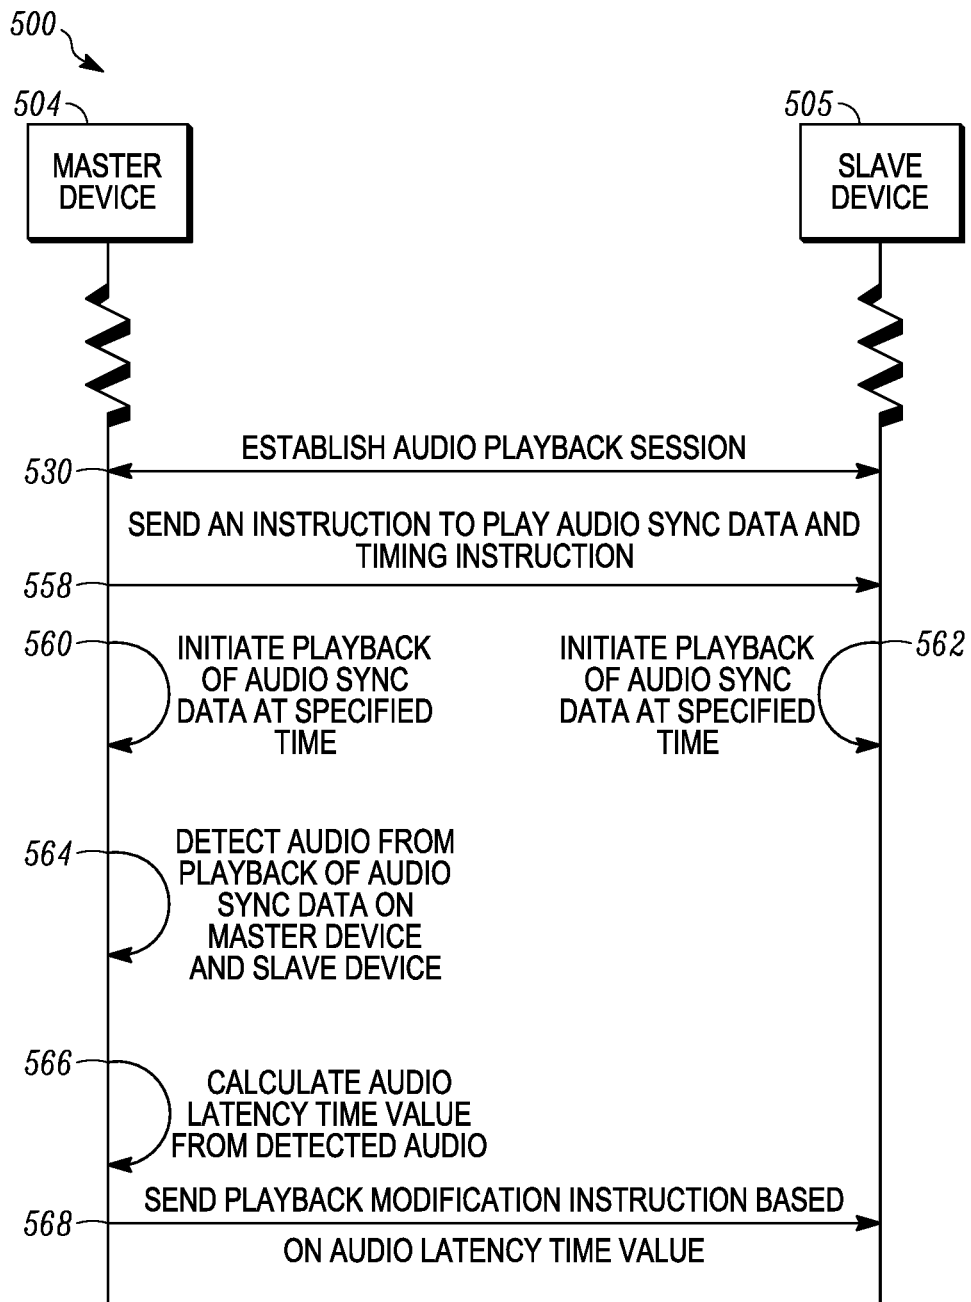 500
504
505
MASTER
DEVICE
SLAVE
DEVICE
ESTABLISH AUDIO PLAYBACK SESSION
530
SEND AN INSTRUCTION TO PLAY AUDIO SYNC DATA AND
TIMING INSTRUCTION
558
560
INITIATE PLAYBACK
OF AUDIO SYNC
DATA AT SPECIFIED
TIME
INITIATE PLAYBACK
OF AUDIO SYNC
DATA AT SPECIFIED
TIME
562
564
DETECT AUDIO FROM
PLAYBACK OF AUDIO
SYNC DATA ON
MASTER DEVICE
AND SLAVE DEVICE
566
CALCULATE AUDIO
LATENCY TIME VALUE
FROM DETECTED AUDIO
SEND PLAYBACK MODIFICATION INSTRUCTION BASED
568
ON AUDIO LATENCY TIME VALUE